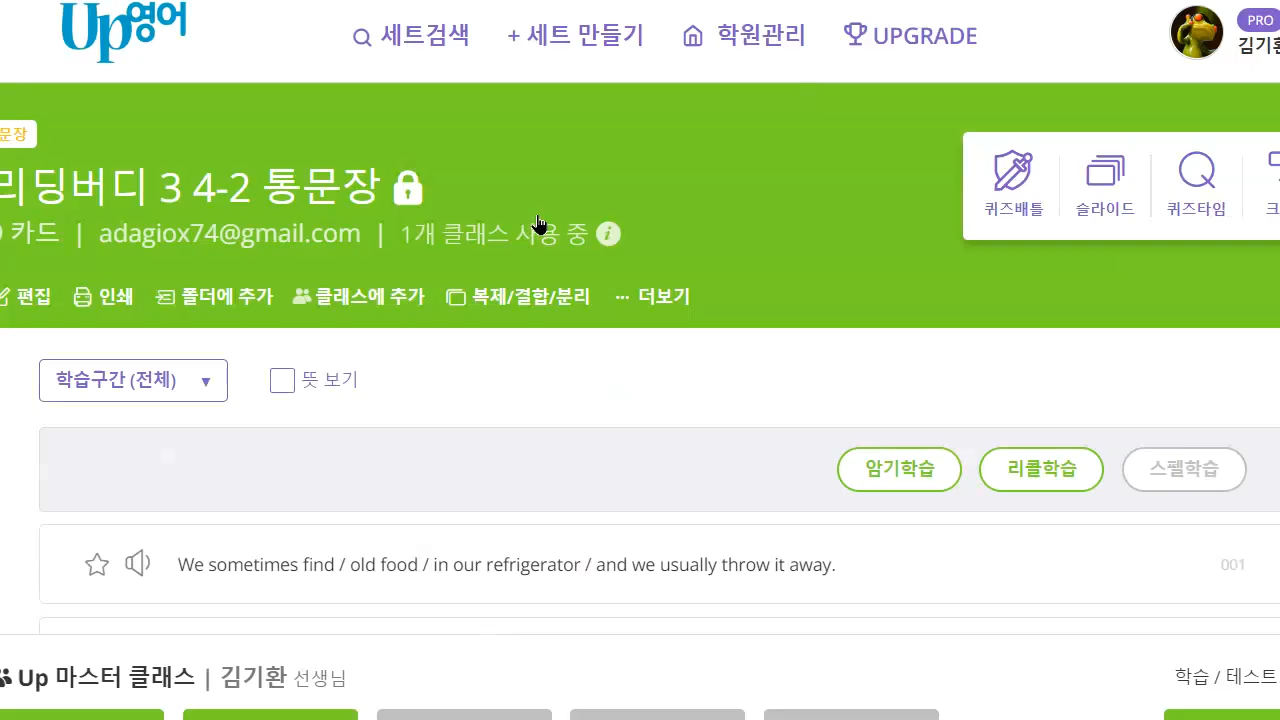 Up영어
세트검색
+ 세트 만들기
학원관리
UPGRADE
PRO
김기환
문장
리딩버디 3 4-2 통문장
카드 | adagiox74@gmail.com | 1개 클래스 사용 중
퀴즈배틀
슬라이드
퀴즈타임
편집
인쇄
폴더에 추가
클래스에 추가
복제/결합/분리
··· 더보기
학습구간 (전체) ▼
뜻 보기
암기학습
리콜학습
스펠학습
We sometimes find / old food / in our refrigerator / and we usually throw it away.
001
Up 마스터 클래스 | 김기환 선생님
학습 / 테스트